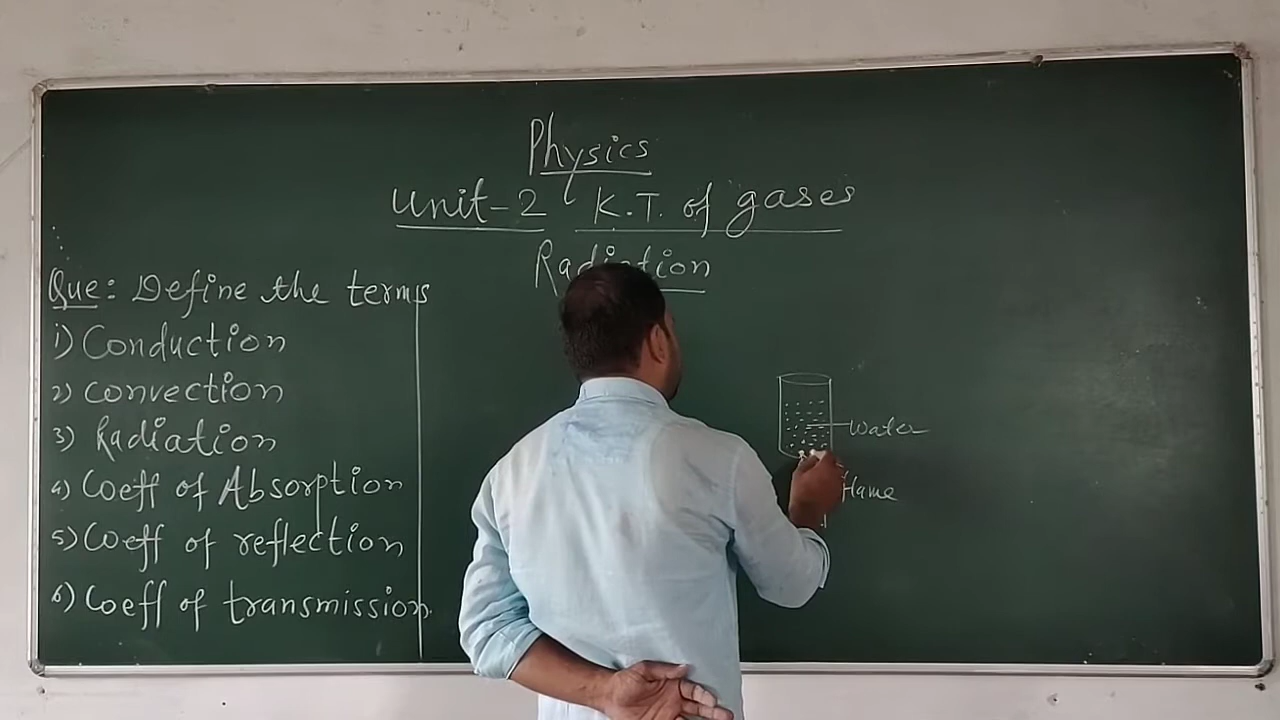 Physics
Unit-2 K.T. of gases
Radiation
Que: Define the terms
1) Conduction
2) Convection
3) Radiation
4) Coeff of Absorption
5) Coeff of reflection
6) Coeff of transmission.
Water
flame